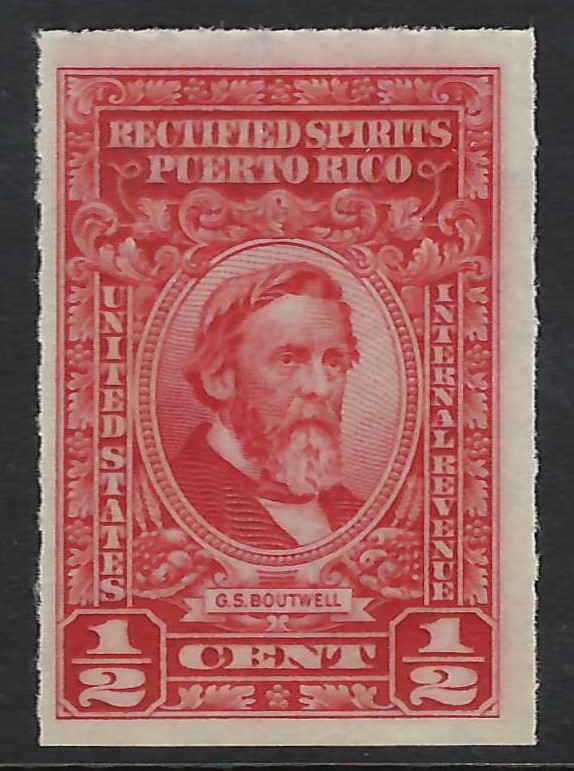 RECTIFIED SPIRITS
PUERTO RICO
UNITED STATES
INTERNAL REVENUE
G.S. BOUTWELL
1/2
CENT
1/2